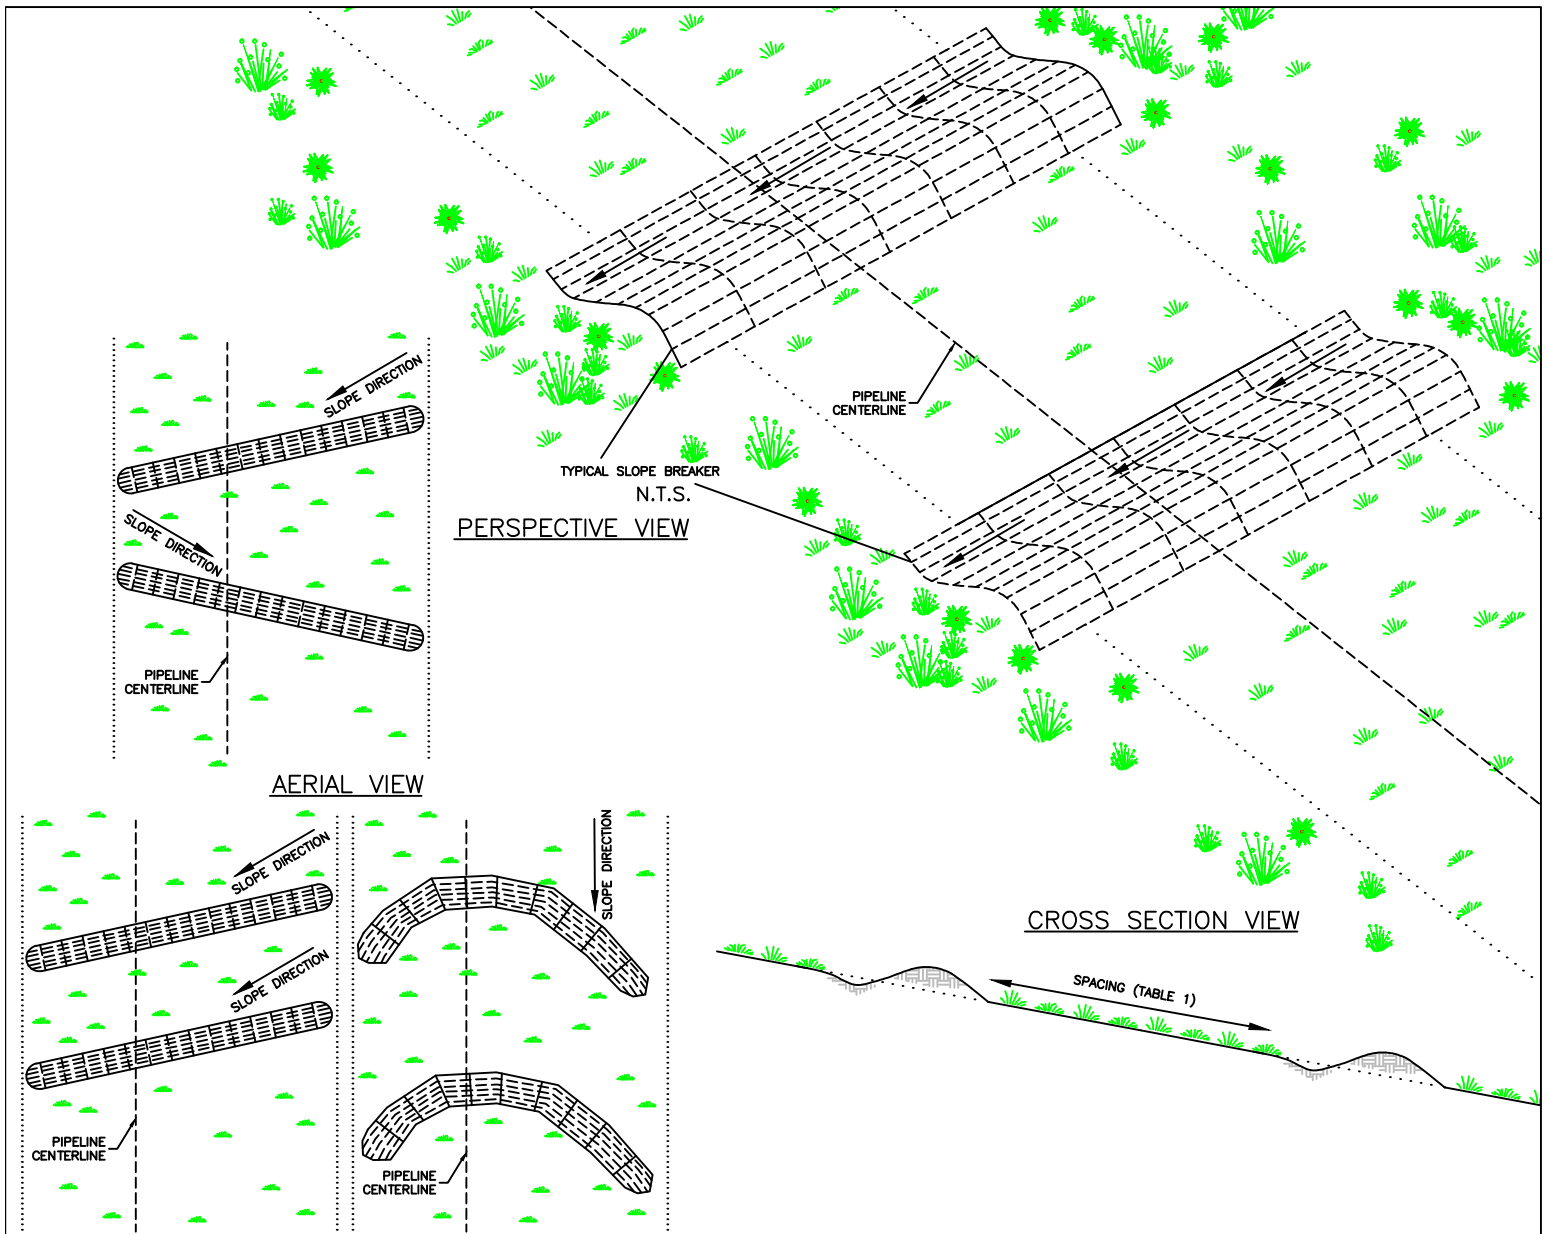 SLOPE DIRECTION
PIPELINE
CENTERLINE
TYPICAL SLOPE BREAKER
N.T.S.
PERSPECTIVE VIEW
SLOPE DIRECTION
PIPELINE
CENTERLINE
AERIAL VIEW
SLOPE DIRECTION
SLOPE DIRECTION
SLOPE DIRECTION
CROSS SECTION VIEW
SPACING (TABLE 1)
PIPELINE
CENTERLINE
PIPELINE
CENTERLINE